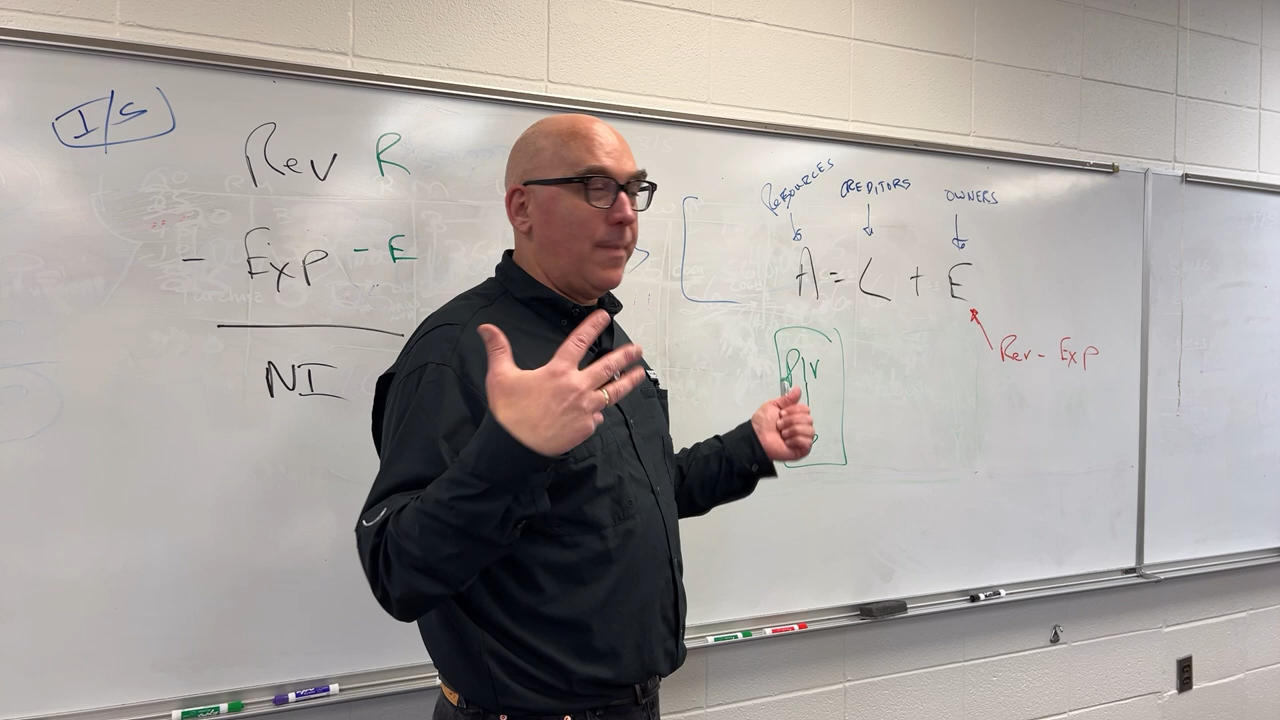 I/S
Rev R
- Exp - E
NI
RESOURCES CREDITORS OWNERS
A = L + E
Rev - Exp